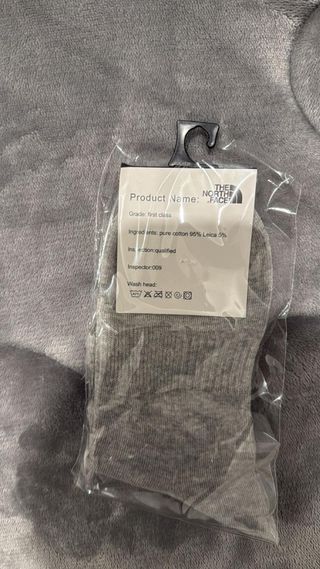 Product Name: THE NORTH FACE
Grade: first class
Ingredients: pure cotton 95% Leica 5%
Inspection:qualified
Inspector:009
Wash head: